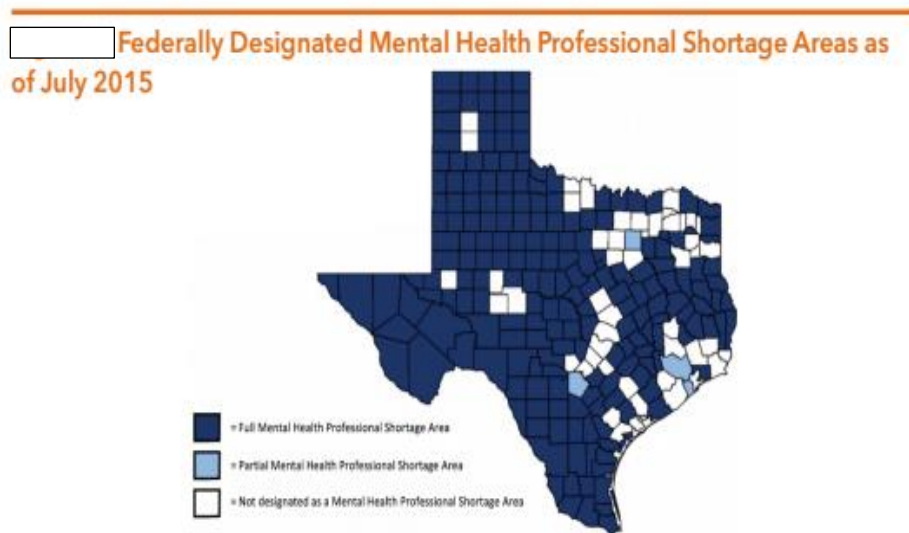 Federally Designated Mental Health Professional Shortage Areas as
of July 2015
= Full Mental Health Professional Shortage Area
= Partial Mental Health Professional Shortage Area
= Not designated as a Mental Health Professional Shortage Area